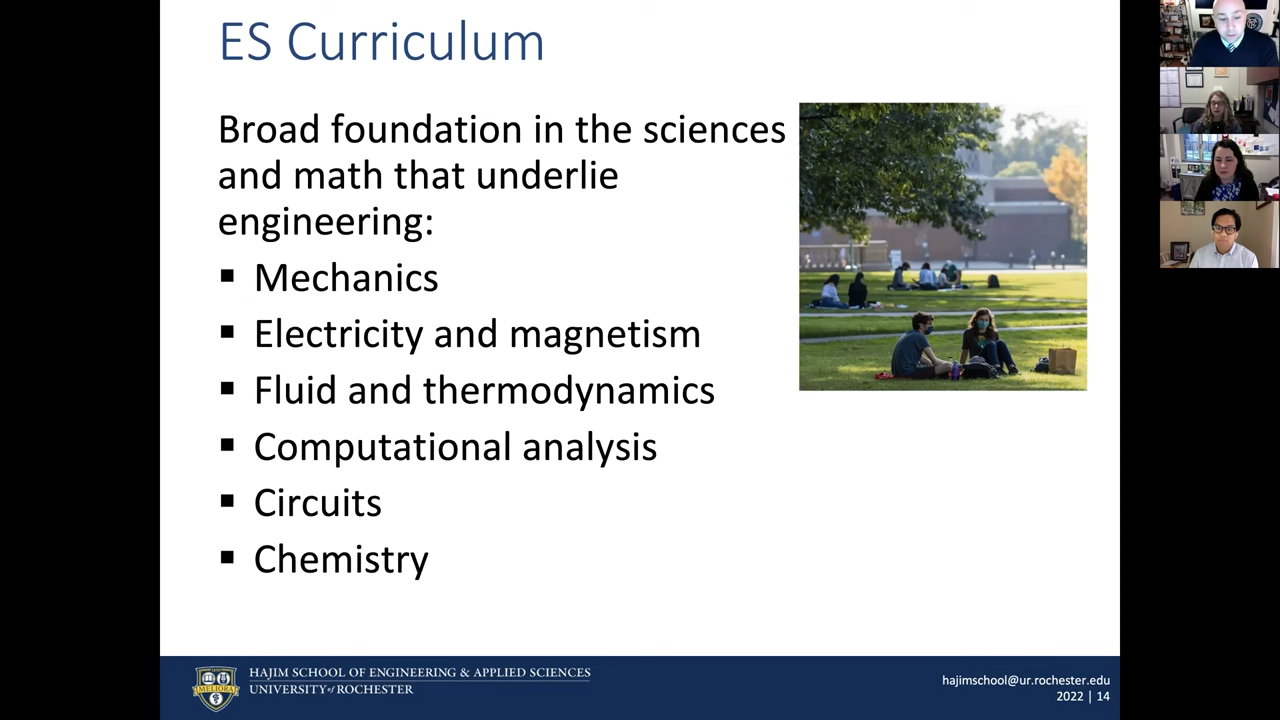 ES Curriculum
Broad foundation in the sciences
and math that underlie
engineering:
▪ Mechanics
▪ Electricity and magnetism
▪ Fluid and thermodynamics
▪ Computational analysis
▪ Circuits
▪ Chemistry
MELIORA
HAJIM SCHOOL OF ENGINEERING & APPLIED SCIENCES
UNIVERSITY of ROCHESTER
hajimschool@ur.rochester.edu
2022 | 14